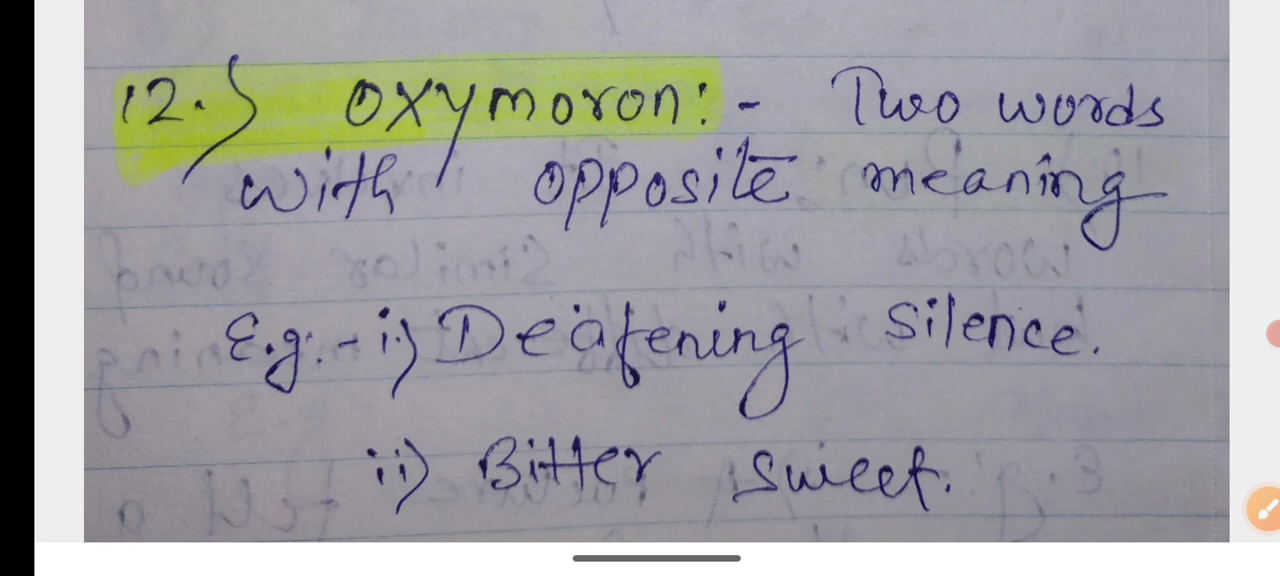 12.) Oxymoron:- Two words
with opposite meaning
E.g:- i) Deafening silence.
ii) Bitter sweet.